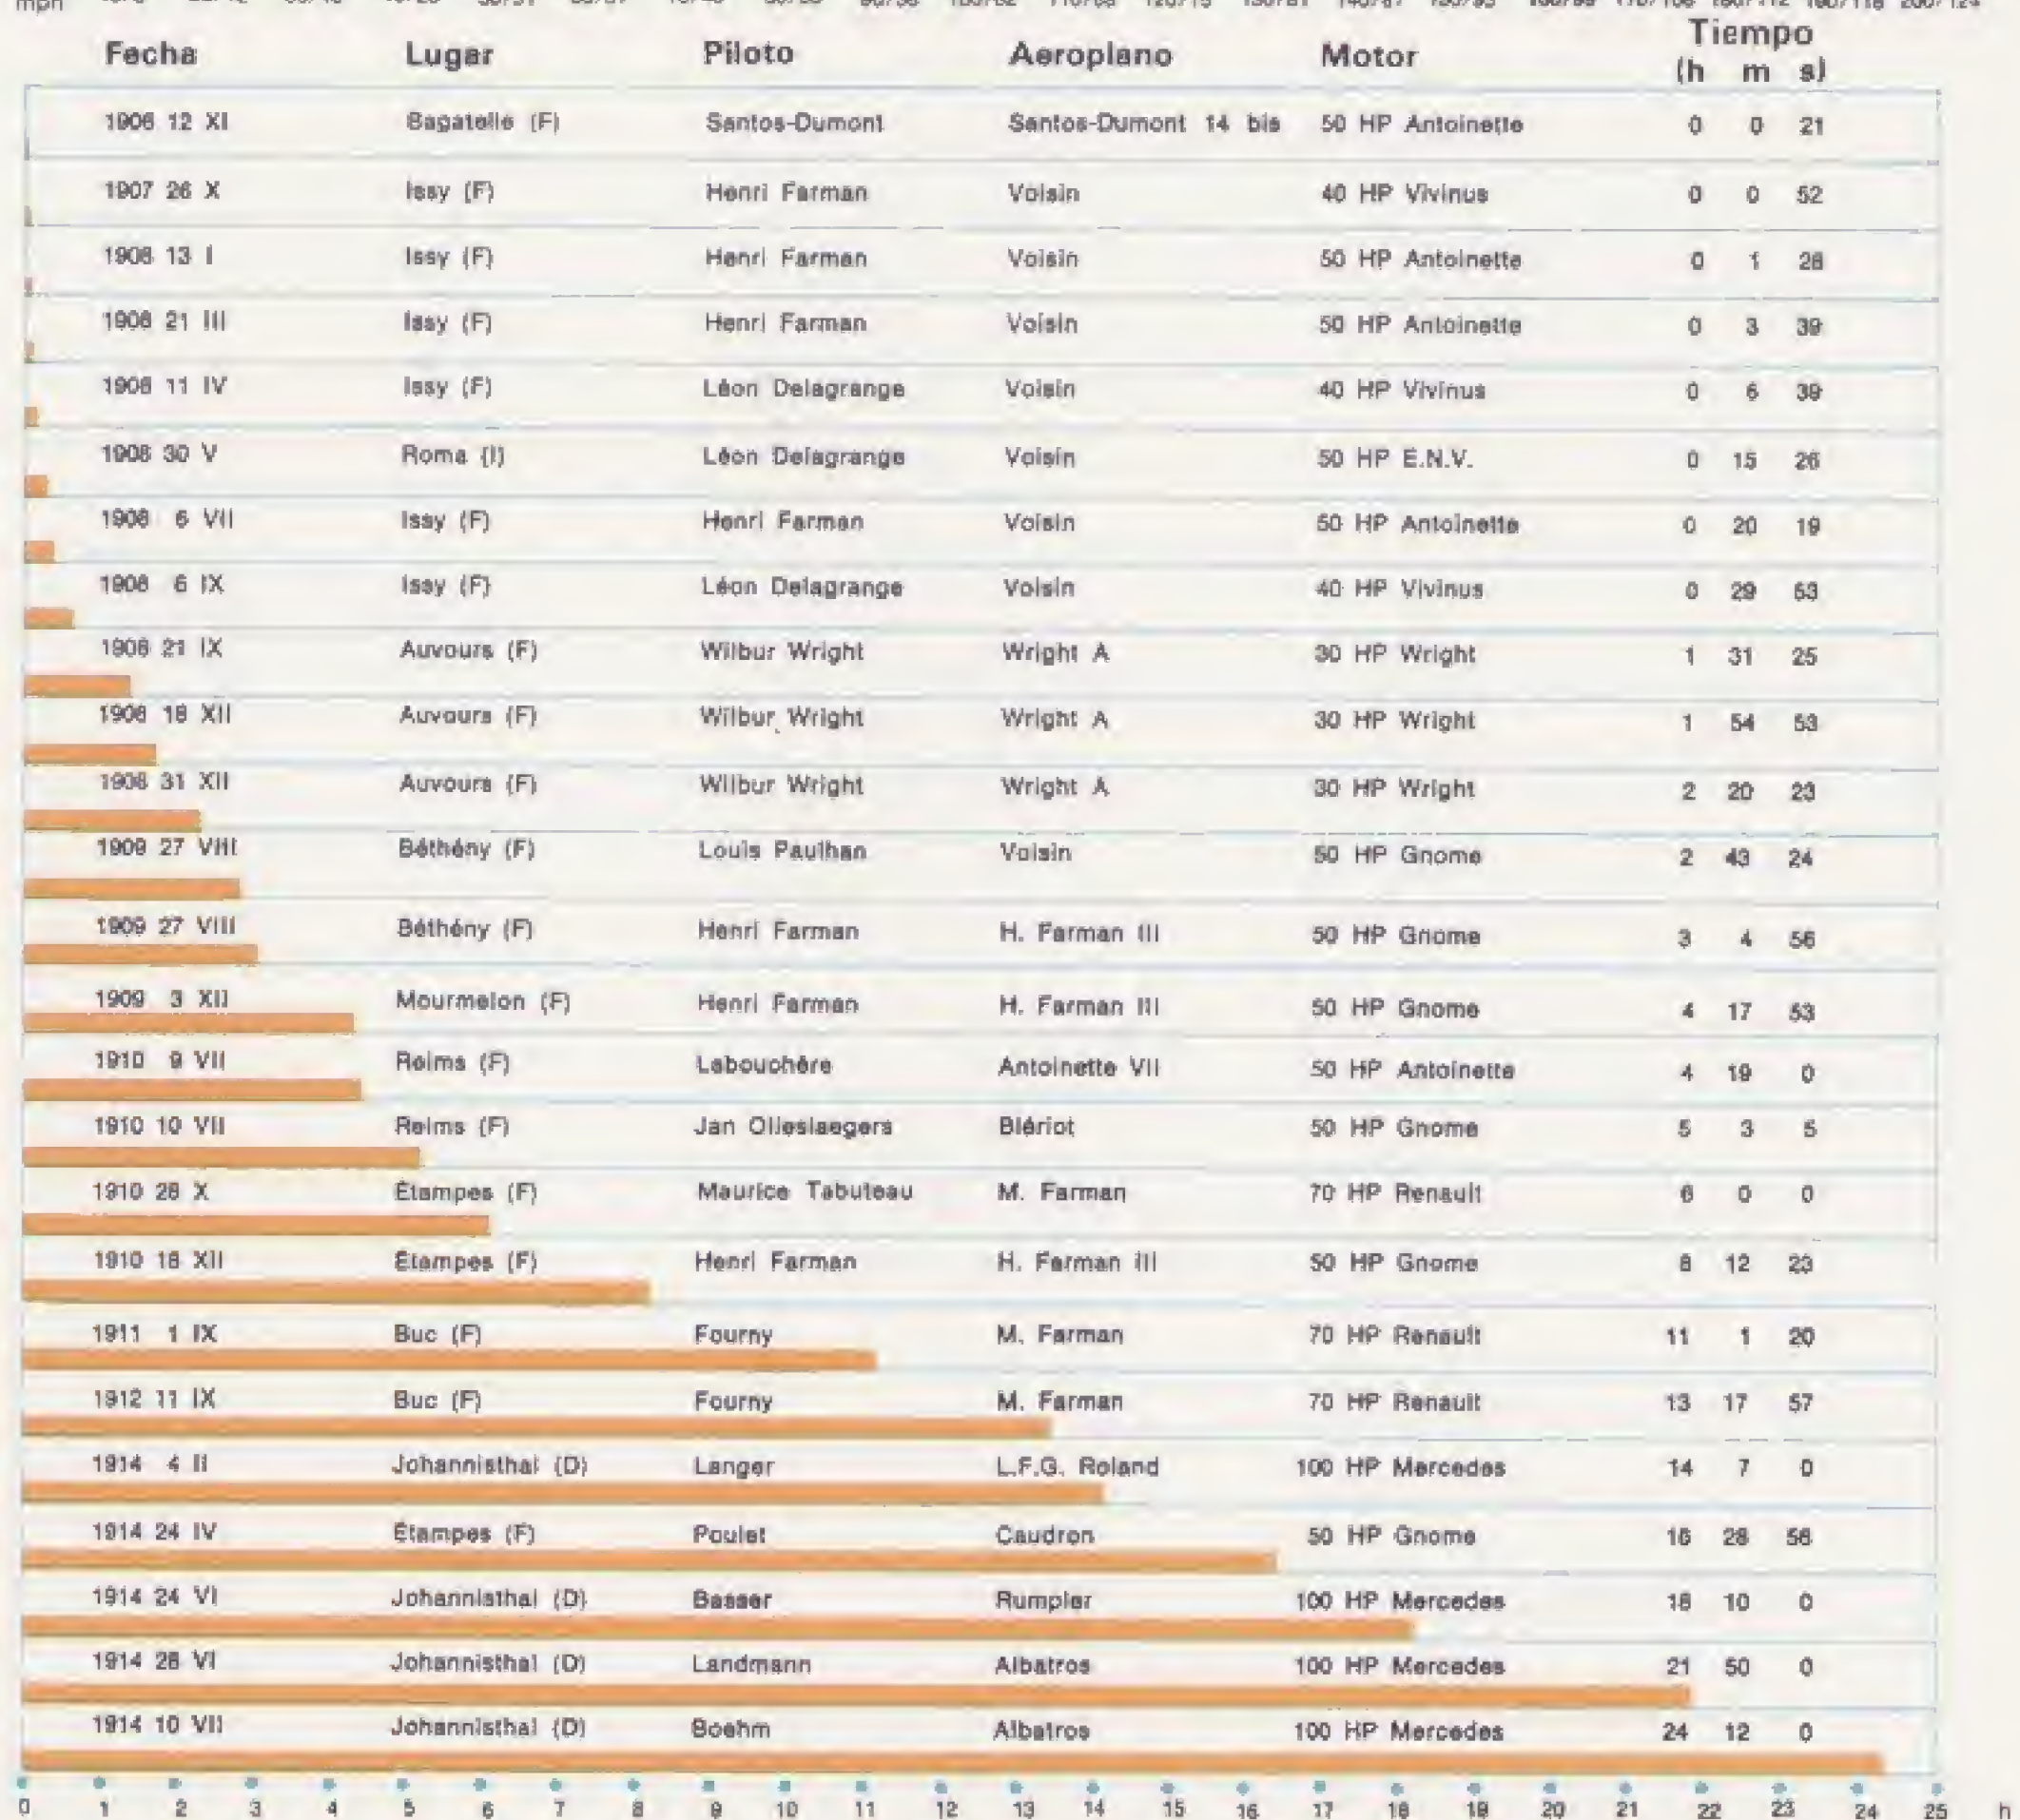 mph
Fecha Lugar Piloto Aeroplano Motor Tiempo
(h m s)
1906 12 XI Bagatelle (F) Santos-Dumont Santos-Dumont 14 bis 50 HP Antoinette 0 0 21
1907 26 X Issy (F) Henri Farman Voisin 40 HP Vivinus 0 0 52
1908 13 I Issy (F) Henri Farman Voisin 50 HP Antoinette 0 1 28
1908 21 III Issy (F) Henri Farman Voisin 50 HP Antoinette 0 3 39
1908 11 IV Issy (F) Léon Delagrange Voisin 40 HP Vivinus 0 6 39
1908 30 V Roma (I) Léon Delagrange Voisin 50 HP E.N.V. 0 15 26
1908 6 VII Issy (F) Henri Farman Voisin 50 HP Antoinette 0 20 19
1908 6 IX Issy (F) Léon Delagrange Voisin 40 HP Vivinus 0 29 53
1908 21 IX Auvours (F) Wilbur Wright Wright A 30 HP Wright 1 31 25
1908 18 XII Auvours (F) Wilbur Wright Wright A 30 HP Wright 1 54 53
1908 31 XII Auvours (F) Wilbur Wright Wright A 30 HP Wright 2 20 23
1909 27 VIII Béthény (F) Louis Paulhan Voisin 50 HP Gnome 2 43 24
1909 27 VIII Béthény (F) Henri Farman H. Farman III 50 HP Gnome 3 4 56
1909 3 XII Mourmelon (F) Henri Farman H. Farman III 50 HP Gnome 4 17 53
1910 9 VII Reims (F) Labouchère Antoinette VII 50 HP Antoinette 4 19 0
1910 10 VII Reims (F) Jan Olieslaegers Blériot 50 HP Gnome 5 3 5
1910 28 X Étampes (F) Maurice Tabuteau M. Farman 70 HP Renault 6 0 0
1910 18 XII Étampes (F) Henri Farman H. Farman III 50 HP Gnome 8 12 23
1911 1 IX Buc (F) Fourny M. Farman 70 HP Renault 11 1 20
1912 11 IX Buc (F) Fourny M. Farman 70 HP Renault 13 17 57
1914 4 II Johannisthal (D) Langer L.F.G. Roland 100 HP Mercedes 14 7 0
1914 24 IV Étampes (F) Poulet Caudron 50 HP Gnome 16 28 56
1914 24 VI Johannisthal (D) Basser Rumpler 100 HP Mercedes 18 10 0
1914 28 VI Johannisthal (D) Landmann Albatros 100 HP Mercedes 21 50 0
1914 10 VII Johannisthal (D) Boehm Albatros 100 HP Mercedes 24 12 0
0 1 2 3 4 5 6 7 8 9 10 11 12 13 14 15 16 17 18 19 20 21 22 23 24 25 h